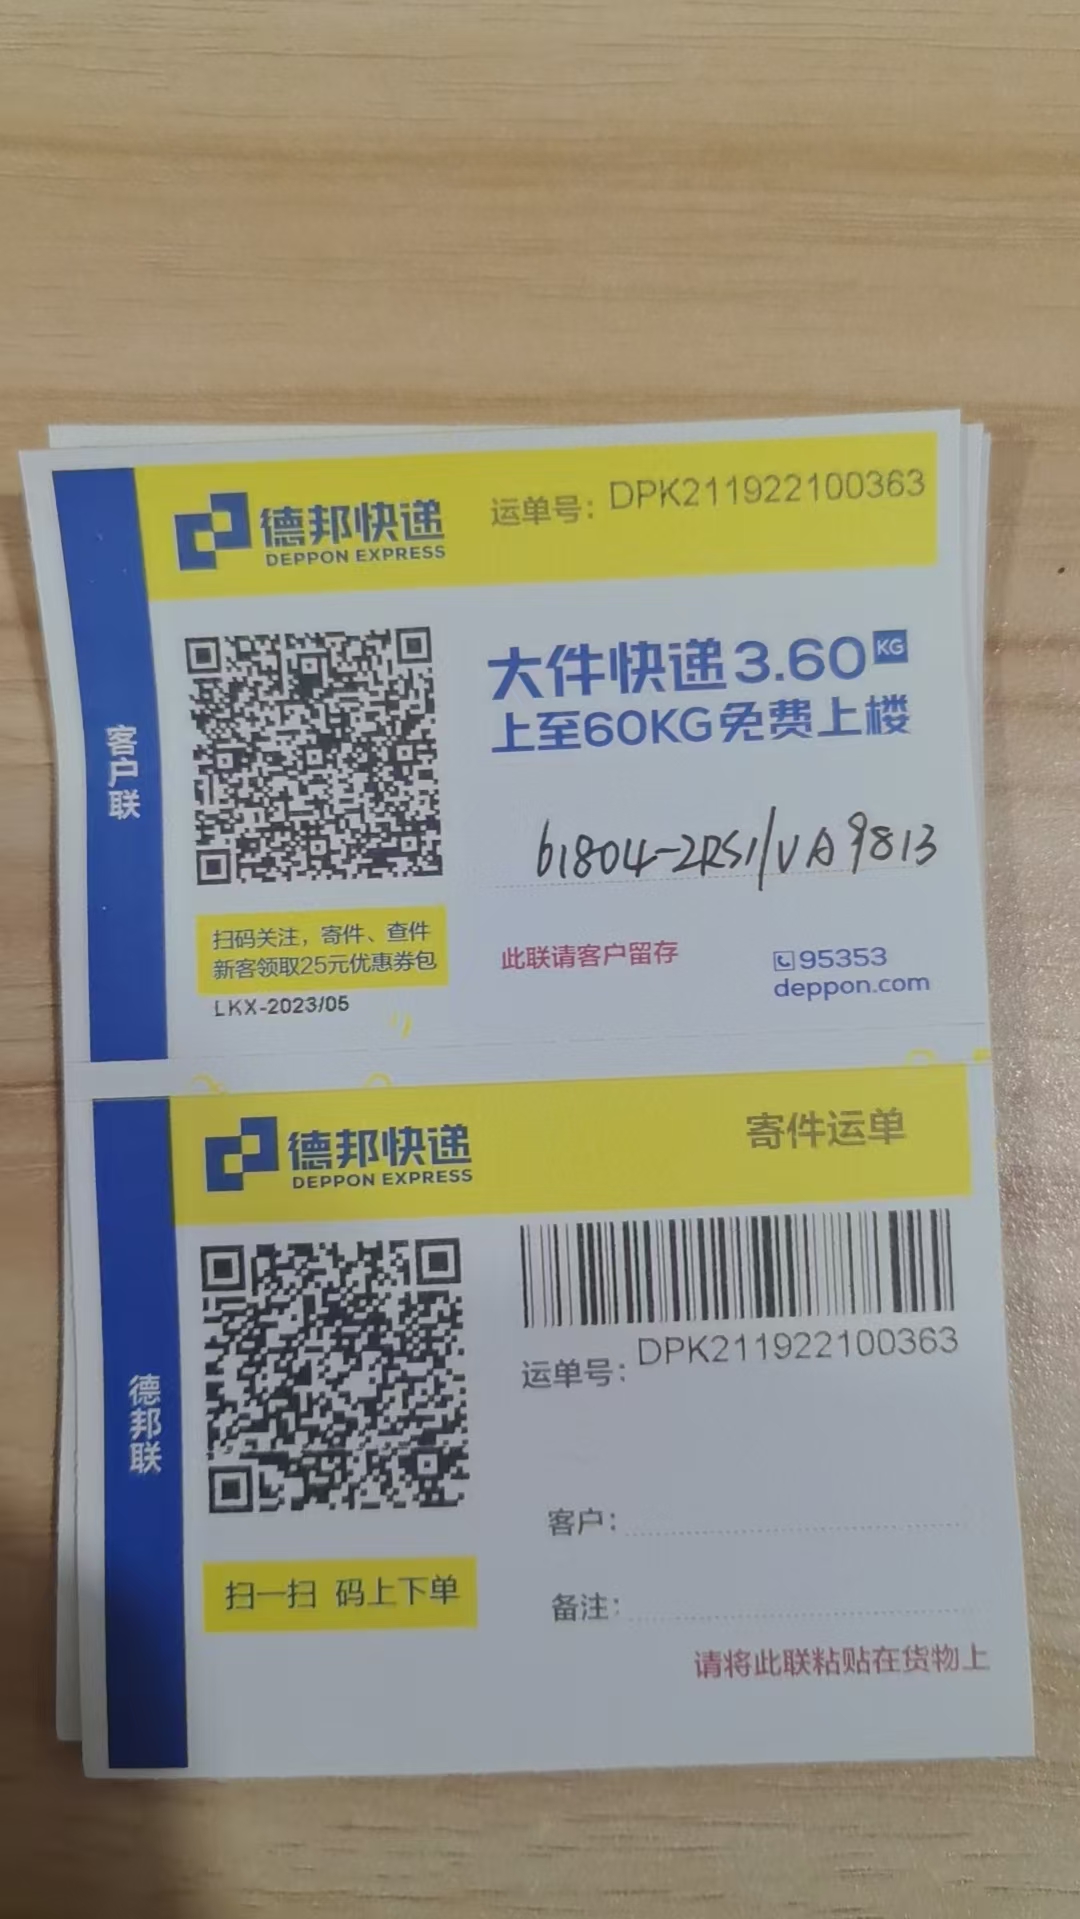 德邦快递
DEPPON EXPRESS
运单号: DPK211922100363
客户联
大件快递3.60KG
上至60KG免费上楼
61804-2RS1/VA9813
扫码关注，寄件、查件
新客领取25元优惠券包
LKX-2023/05
此联请客户留存
95353
deppon.com
德邦快递
DEPPON EXPRESS
寄件运单
德邦联
运单号: DPK211922100363
客户:
扫一扫 码上下单
备注:
请将此联粘贴在货物上